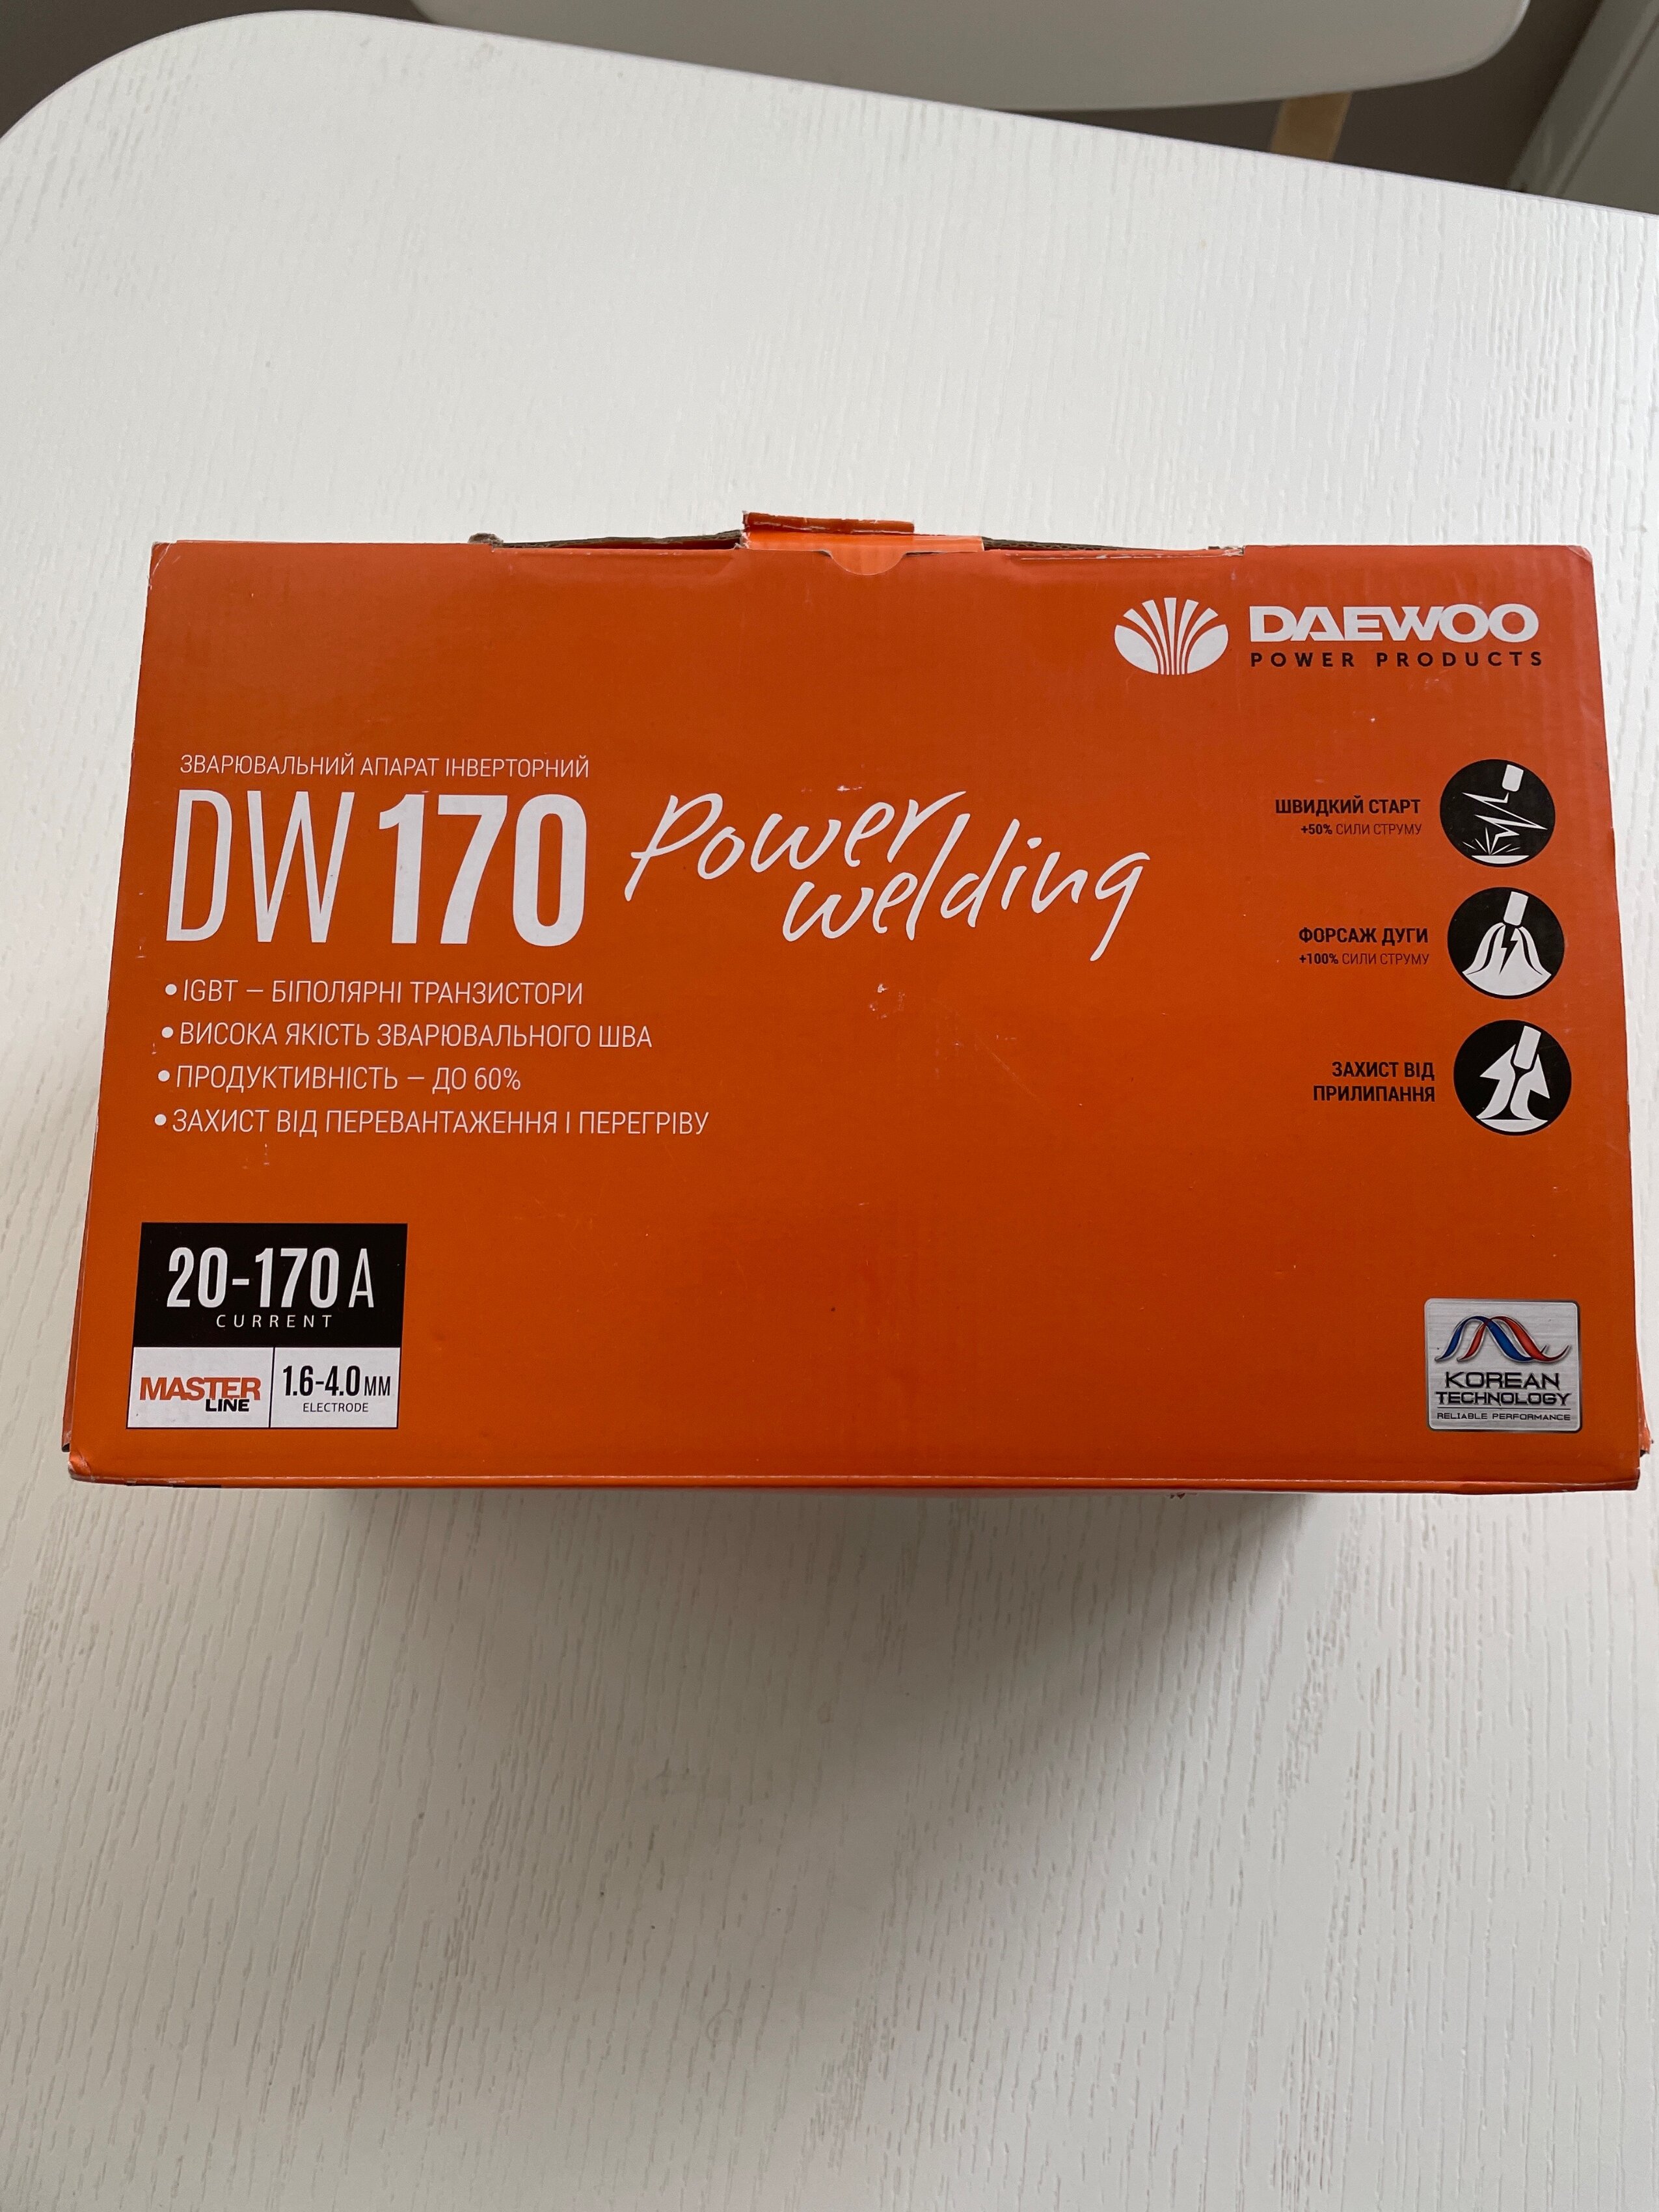 DAEWOO
POWER PRODUCTS
ЗВАРЮВАЛЬНИЙ АПАРАТ ІНВЕРТОРНИЙ
DW170
Power
welding
• IGBT — БІПОЛЯРНІ ТРАНЗИСТОРИ
• ВИСОКА ЯКІСТЬ ЗВАРЮВАЛЬНОГО ШВА
• ПРОДУКТИВНІСТЬ — ДО 60%
• ЗАХИСТ ВІД ПЕРЕВАНТАЖЕННЯ І ПЕРЕГРІВУ
ШВИДКИЙ СТАРТ
+50% СИЛИ СТРУМУ
ФОРСАЖ ДУГИ
+100% СИЛИ СТРУМУ
ЗАХИСТ ВІД
ПРИЛИПАННЯ
20-170 A
CURRENT
MASTER
LINE
1.6-4.0 MM
ELECTRODE
KOREAN
TECHNOLOGY
RELIABLE PERFORMANCE